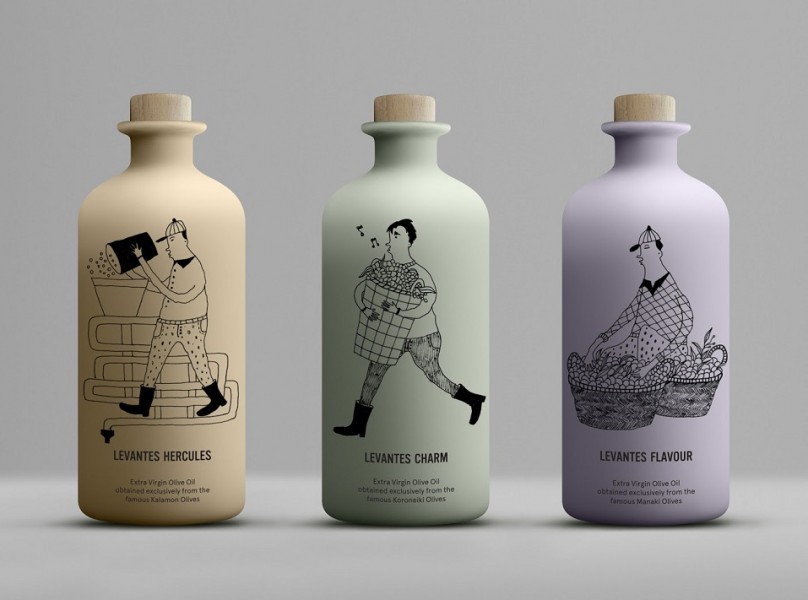 LEVANTES HERCULES
Extra Virgin Olive Oil
obtained exclusively from the
famous Kalamon Olives
LEVANTES CHARM
Extra Virgin Olive Oil
obtained exclusively from the
famous Koroneiki Olives
LEVANTES FLAVOUR
Extra Virgin Olive Oil
obtained exclusively from the
famous Manaki Olives